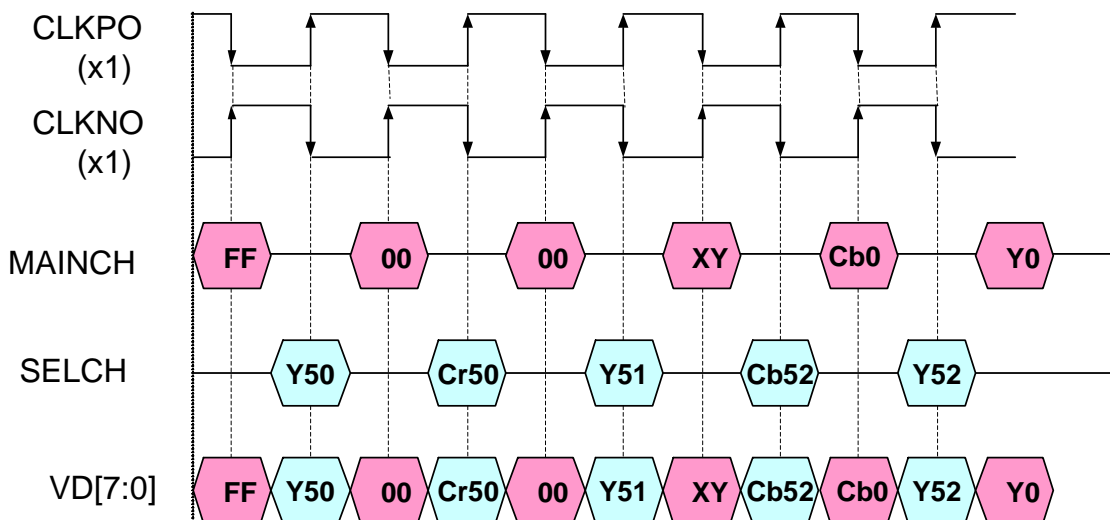 CLKPO
(x1)
CLKNO
(x1)
MAINCH FF 00 00 XY Cb0 Y0
SELCH Y50 Cr50 Y51 Cb52 Y52
VD[7:0] FF Y50 00 Cr50 00 Y51 XY Cb52 Cb0 Y52 Y0